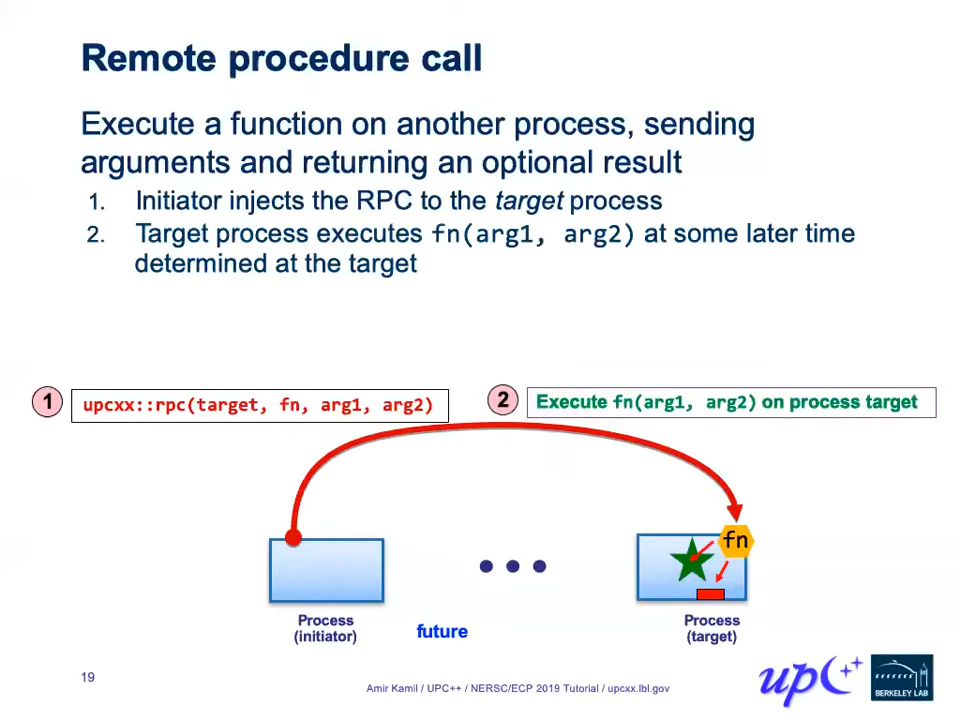 Remote procedure call
Execute a function on another process, sending
arguments and returning an optional result
1. Initiator injects the RPC to the target process
2. Target process executes fn(arg1, arg2) at some later time
determined at the target
1 upcxx::rpc(target, fn, arg1, arg2)
2 Execute fn(arg1, arg2) on process target
fn
Process
(initiator)
future
Process
(target)
19
Amir Kamil / UPC++ / NERSC/ECP 2019 Tutorial / upcxx.lbl.gov
upc++
BERKELEY LAB